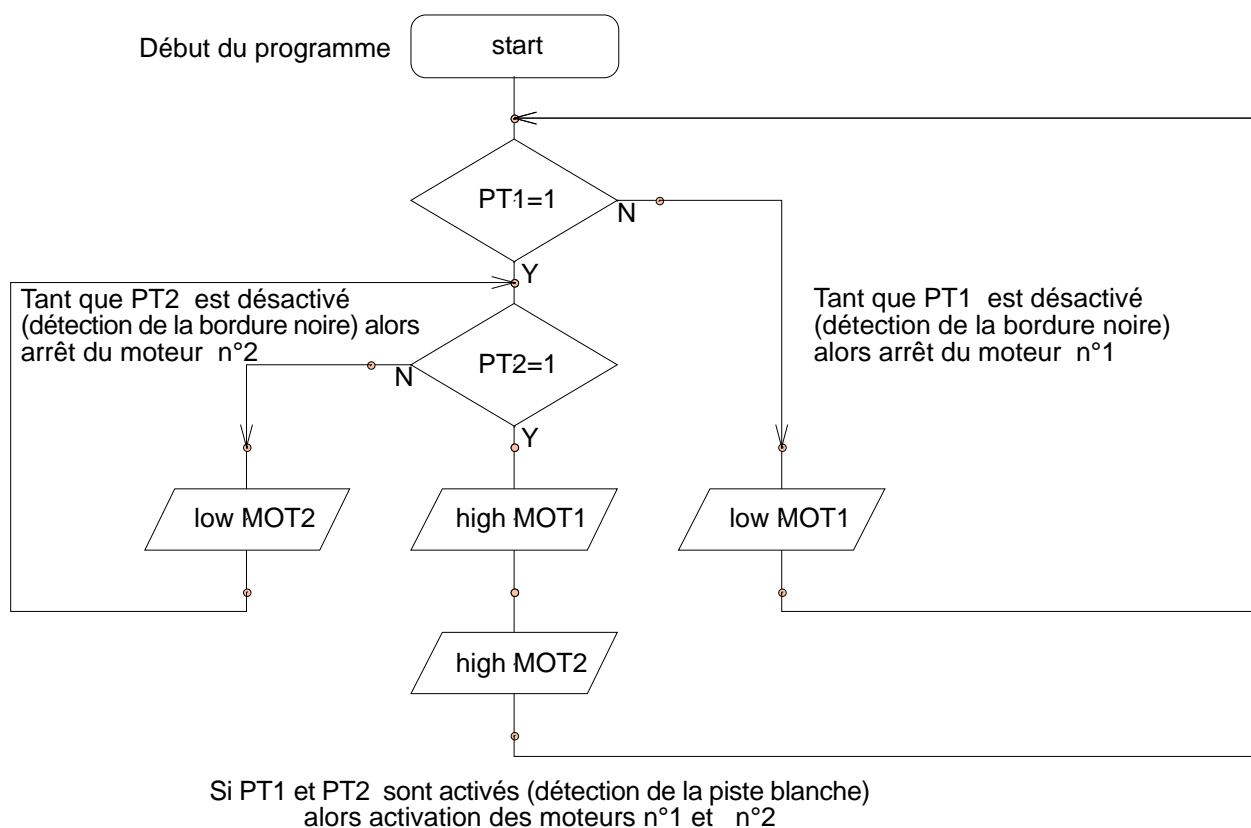 Début du programme
start
PT1=1
N
Y
Tant que PT2 est désactivé
(détection de la bordure noire) alors
arrêt du moteur n°2
Tant que PT1 est désactivé
(détection de la bordure noire)
alors arrêt du moteur n°1
PT2=1
N
Y
low MOT2
high MOT1
low MOT1
high MOT2
Si PT1 et PT2 sont activés (détection de la piste blanche)
alors activation des moteurs n°1 et n°2